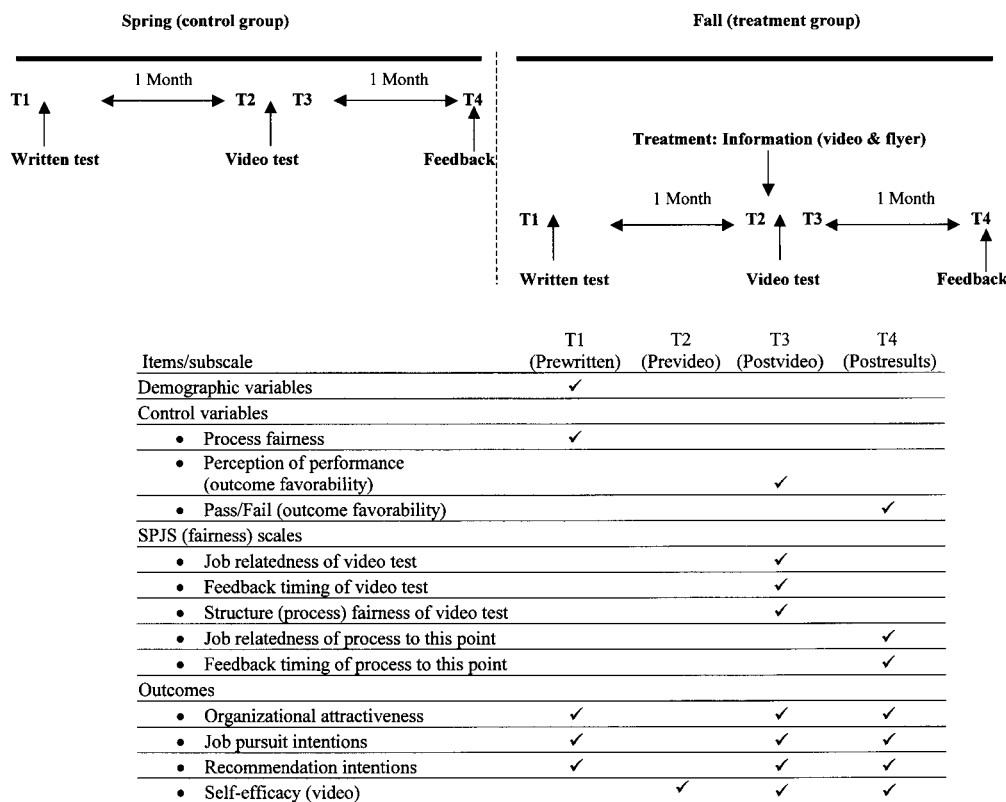 Spring (control group)
Fall (treatment group)
1 Month
1 Month
T1
T2
T3
T4
Written test
Video test
Feedback
Treatment: Information (video & flyer)
1 Month
1 Month
T1
T2
T3
T4
Written test
Video test
Feedback
T1
T2
T3
T4
Items/subscale
(Prewritten)
(Prevideo)
(Postvideo)
(Postresults)
Demographic variables ✓
Control variables
• Process fairness ✓
• Perception of performance
(outcome favorability) ✓
• Pass/Fail (outcome favorability) ✓
SPJS (fairness) scales
• Job relatedness of video test ✓
• Feedback timing of video test ✓
• Structure (process) fairness of video test ✓
• Job relatedness of process to this point ✓
• Feedback timing of process to this point ✓
Outcomes
• Organizational attractiveness ✓ ✓ ✓
• Job pursuit intentions ✓ ✓ ✓
• Recommendation intentions ✓ ✓ ✓
• Self-efficacy (video) ✓ ✓ ✓